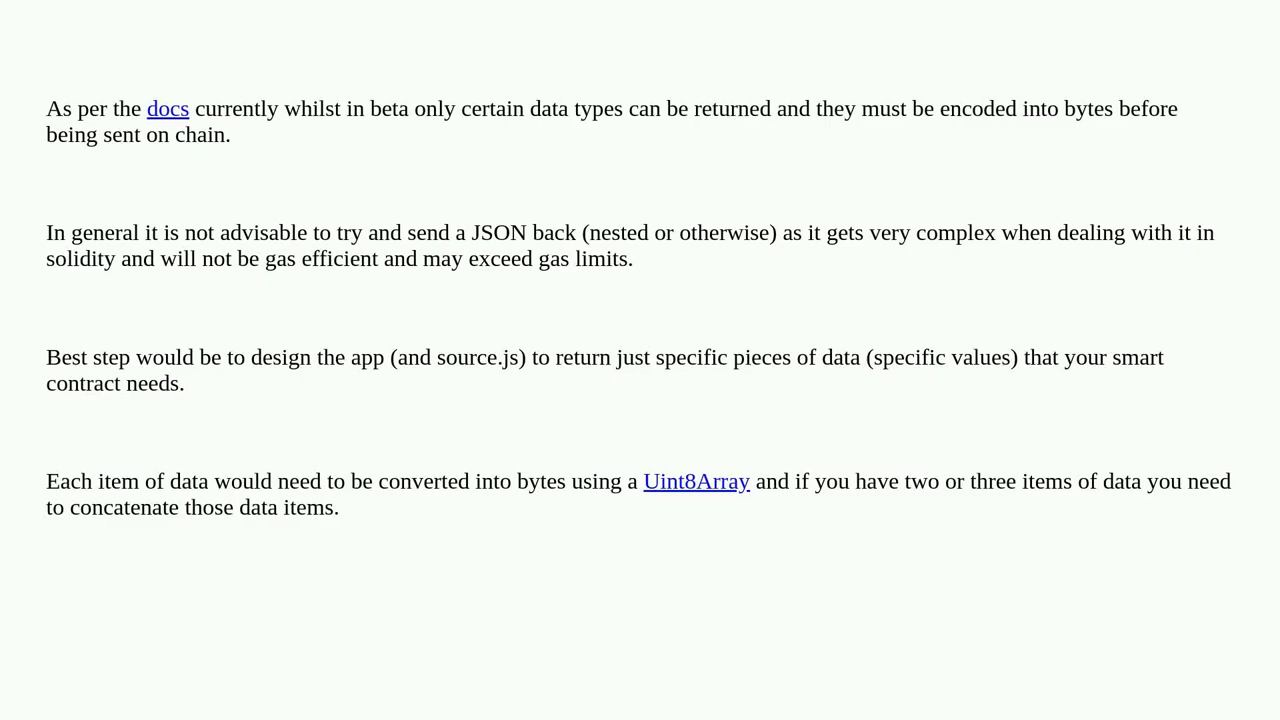 As per the docs currently whilst in beta only certain data types can be returned and they must be encoded into bytes before
being sent on chain.
In general it is not advisable to try and send a JSON back (nested or otherwise) as it gets very complex when dealing with it in
solidity and will not be gas efficient and may exceed gas limits.
Best step would be to design the app (and source.js) to return just specific pieces of data (specific values) that your smart
contract needs.
Each item of data would need to be converted into bytes using a Uint8Array and if you have two or three items of data you need
to concatenate those data items.